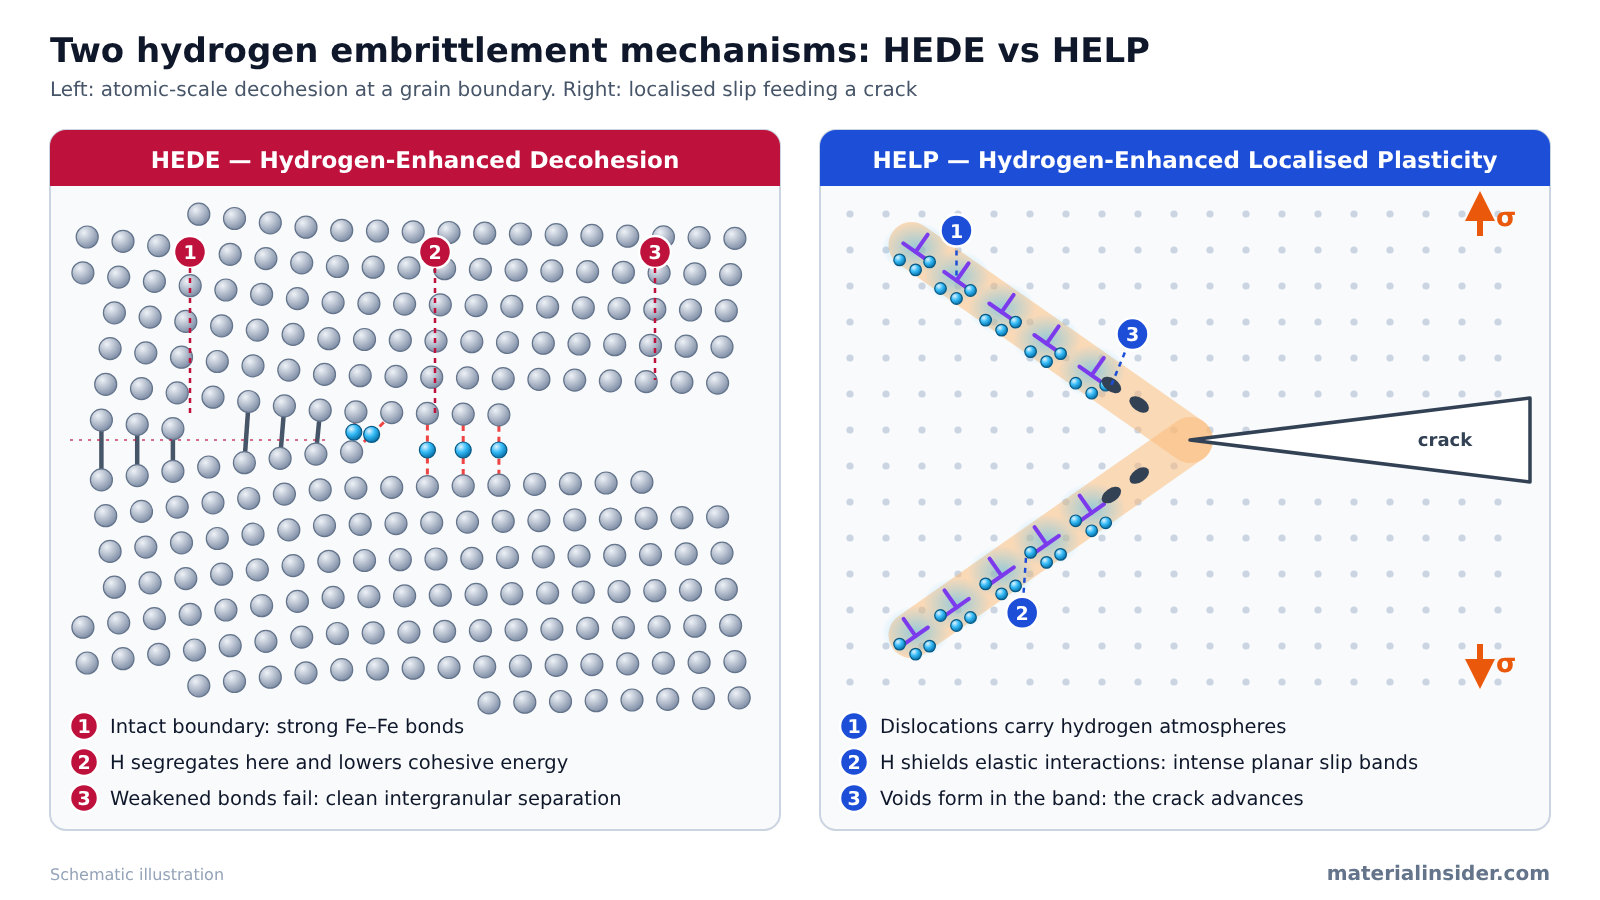 Two hydrogen embrittlement mechanisms: HEDE vs HELP
Left: atomic-scale decohesion at a grain boundary. Right: localised slip feeding a crack
HEDE — Hydrogen-Enhanced Decohesion
1
2
3
1 Intact boundary: strong Fe–Fe bonds
2 H segregates here and lowers cohesive energy
3 Weakened bonds fail: clean intergranular separation
HELP — Hydrogen-Enhanced Localised Plasticity
σ
1
3
crack
2
σ
1 Dislocations carry hydrogen atmospheres
2 H shields elastic interactions: intense planar slip bands
3 Voids form in the band: the crack advances
Schematic illustration
materialinsider.com